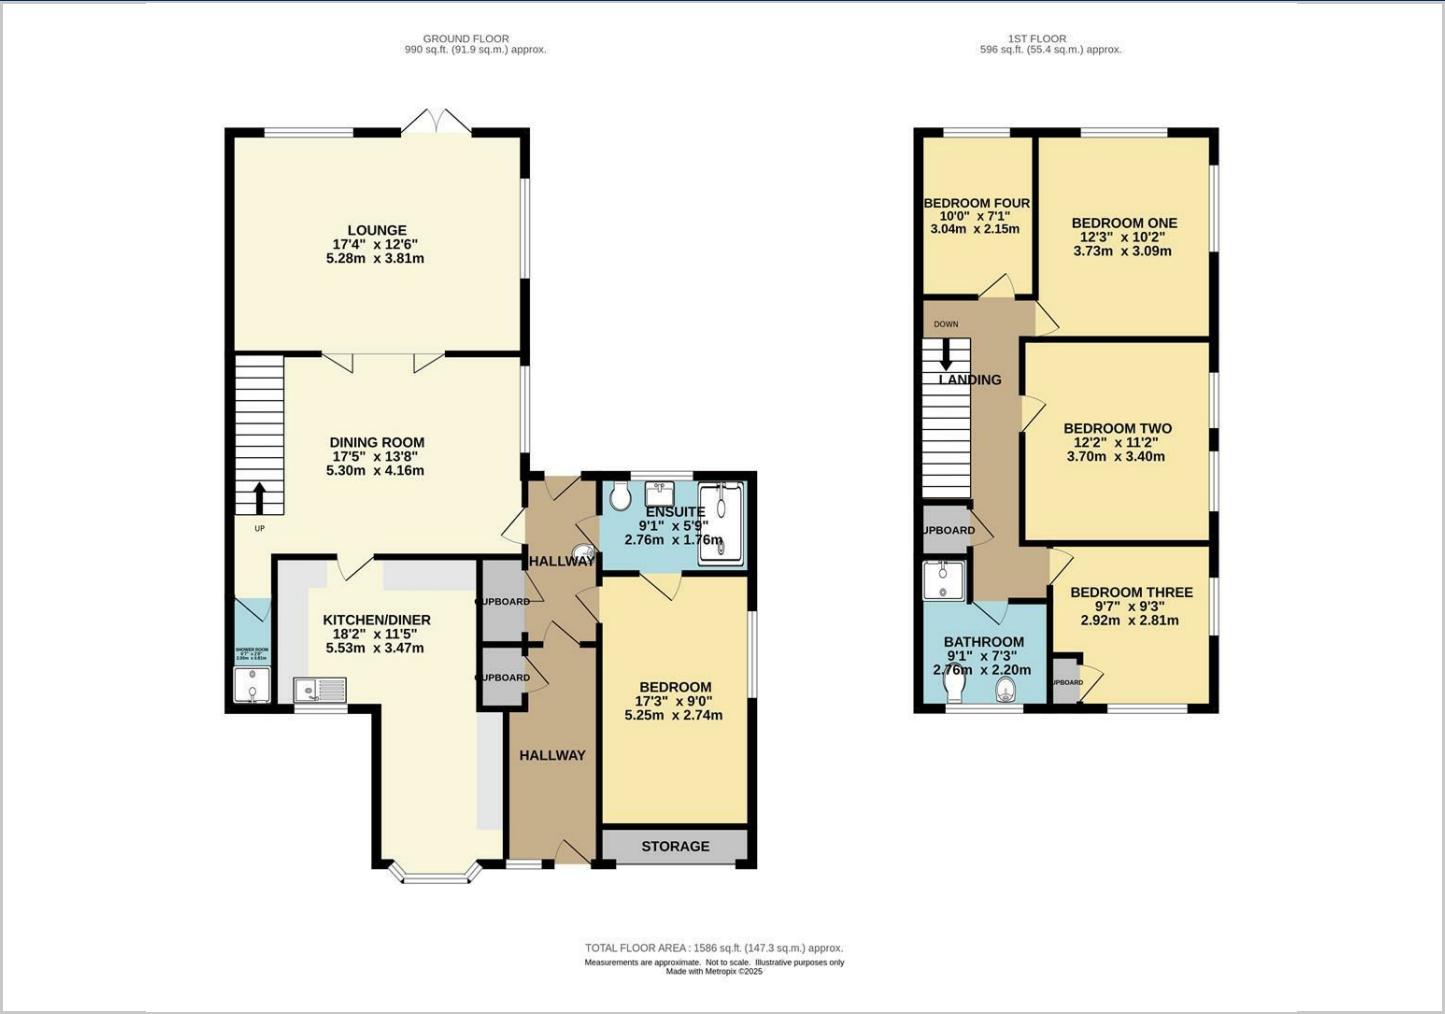 GROUND FLOOR
990 sq.ft. (91.9 sq.m.) approx.
1ST FLOOR
596 sq.ft. (55.4 sq.m.) approx.
LOUNGE
17'4" x 12'6"
5.28m x 3.81m
DINING ROOM
17'5" x 13'8"
5.30m x 4.16m
UP
ENSUITE
9'1" x 5'9"
2.76m x 1.76m
HALLWAY
CUPBOARD
KITCHEN/DINER
18'2" x 11'5"
5.53m x 3.47m
SHOWER ROOM
CUPBOARD
BEDROOM
17'3" x 9'0"
5.25m x 2.74m
HALLWAY
STORAGE
BEDROOM FOUR
10'0" x 7'1"
3.04m x 2.15m
BEDROOM ONE
12'3" x 10'2"
3.73m x 3.09m
DOWN
LANDING
BEDROOM TWO
12'2" x 11'2"
3.70m x 3.40m
CUPBOARD
BEDROOM THREE
9'7" x 9'3"
2.92m x 2.81m
BATHROOM
9'1" x 7'3"
2.76m x 2.20m
CUPBOARD
TOTAL FLOOR AREA : 1586 sq.ft. (147.3 sq.m.) approx.
Measurements are approximate. Not to scale. Illustrative purposes only
Made with Metropix ©2025